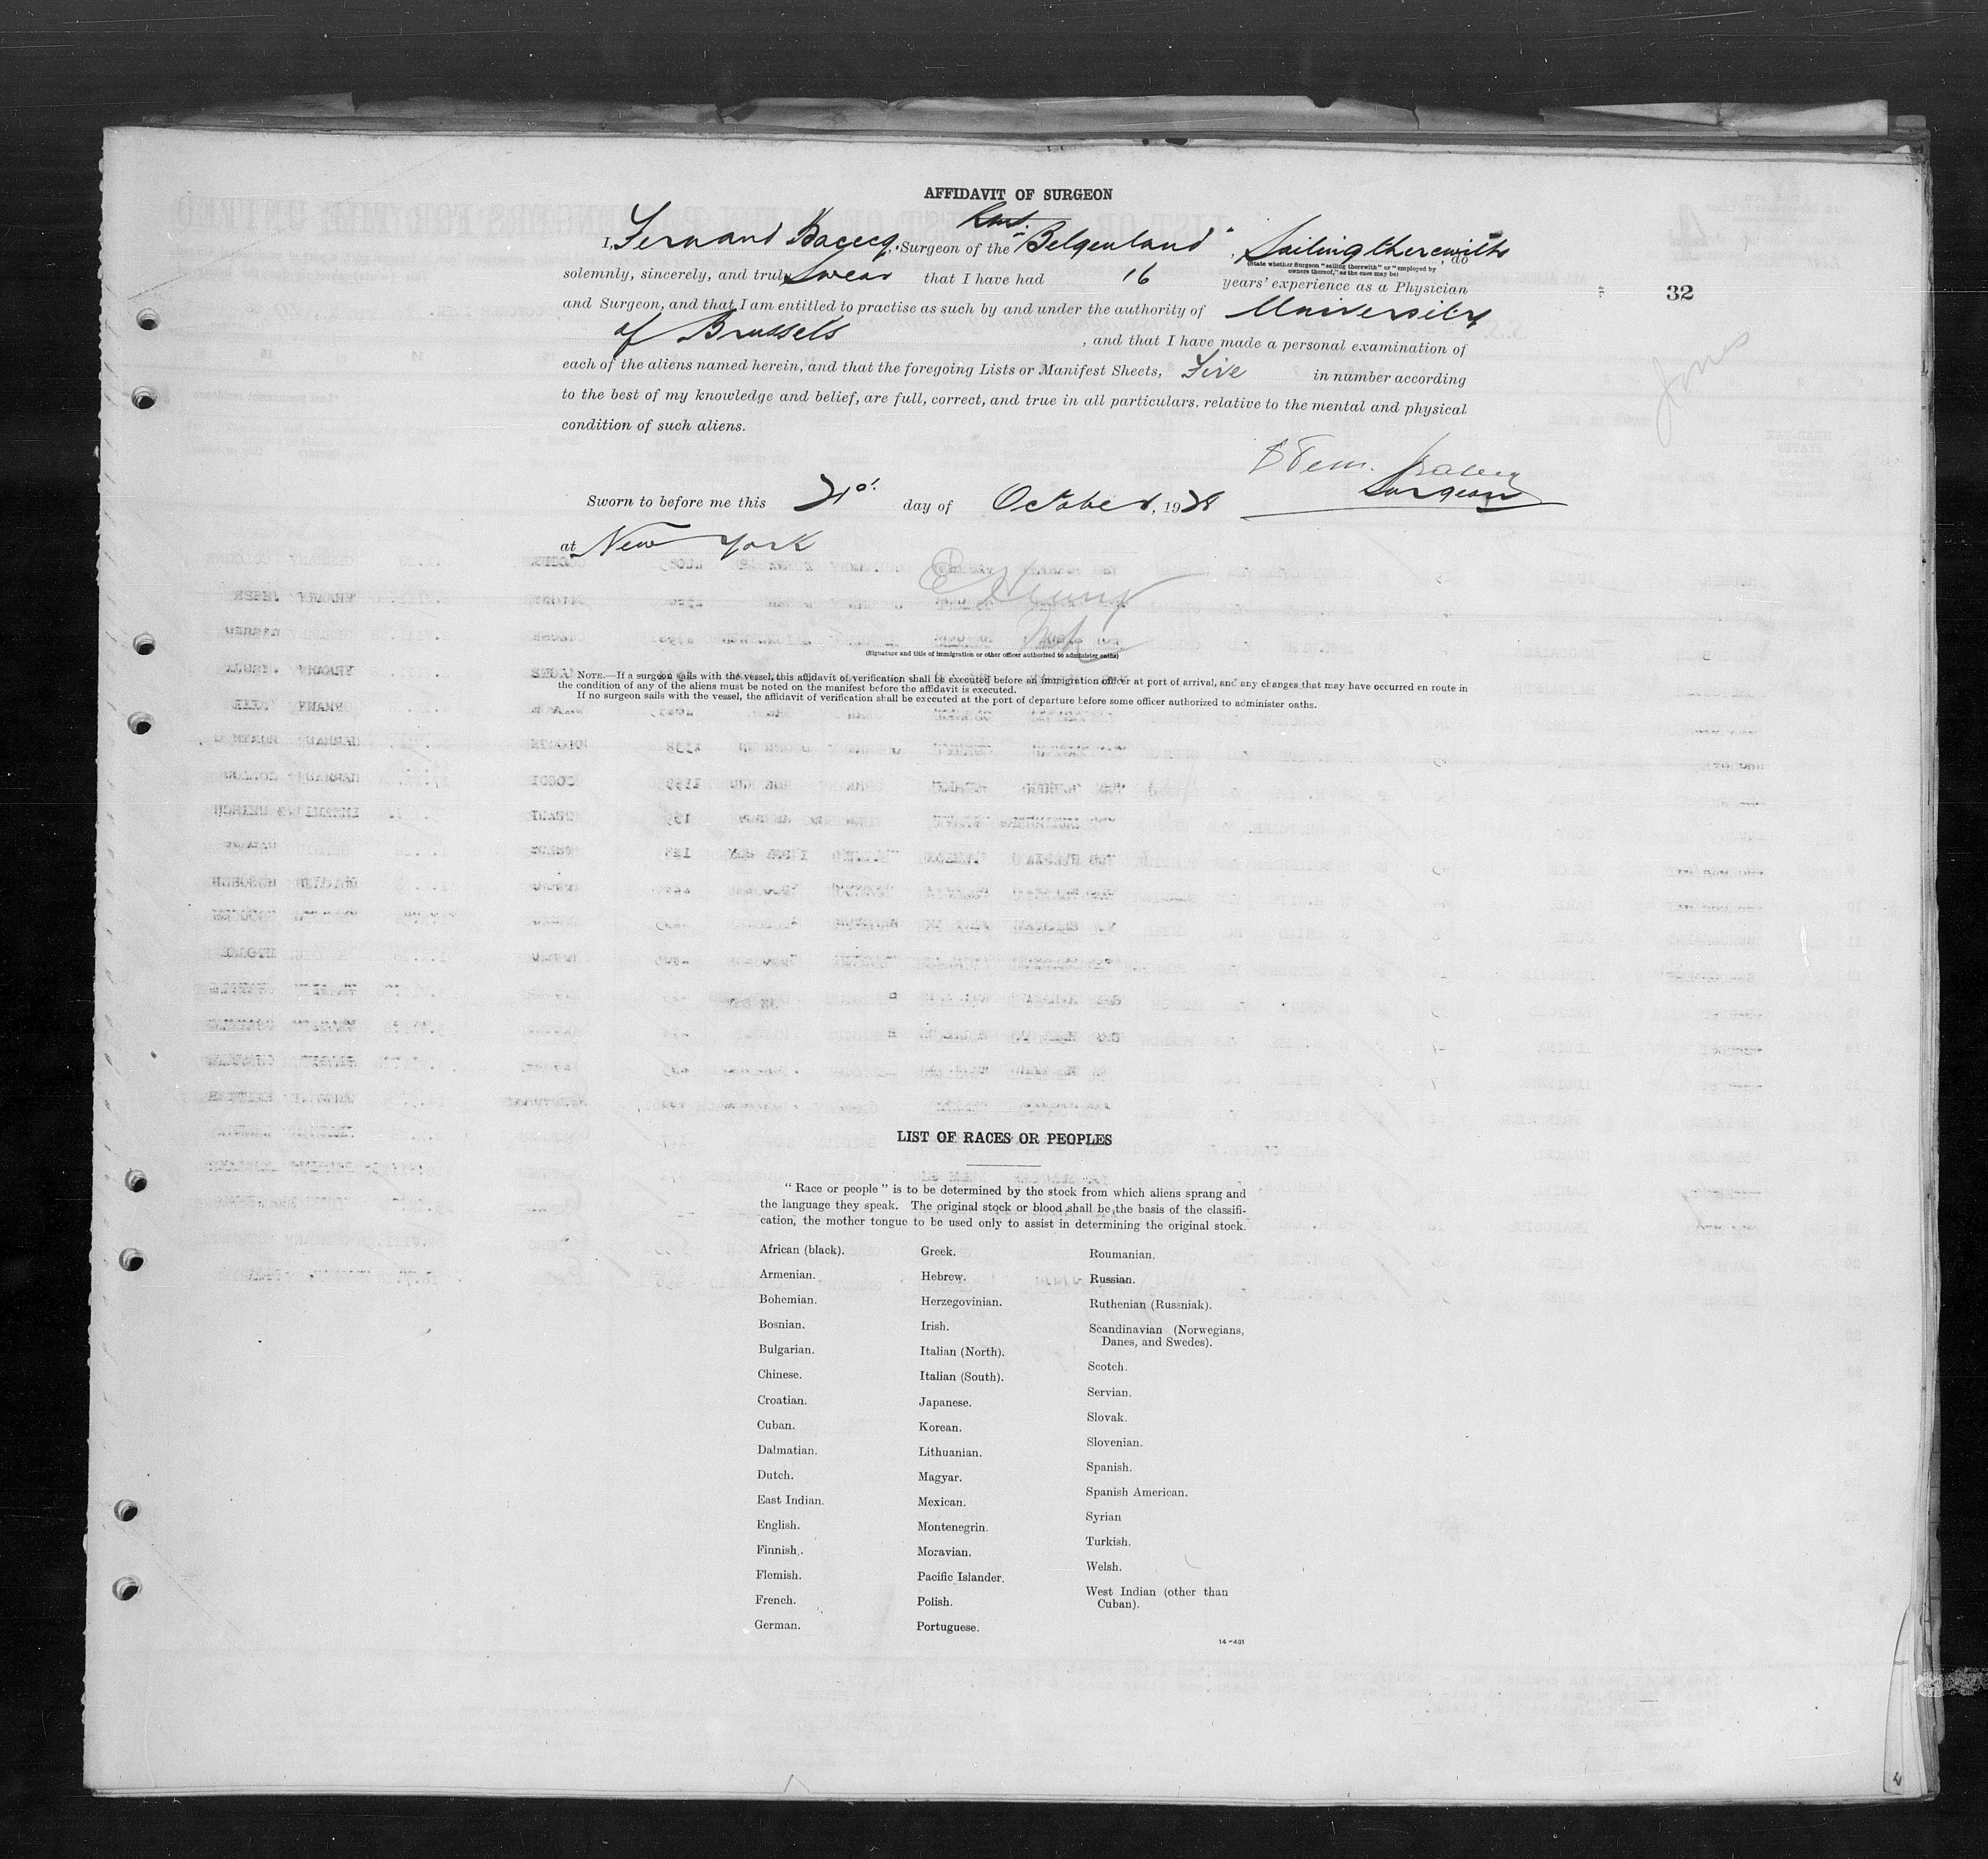 AFFIDAVIT OF SURGEON
I, Fernand Bacecq, Surgeon of the "Belgenland", Sailing therewith, do
(State whether Surgeon "sailing therewith" or "employed by
owners thereof," as the case may be)
solemnly, sincerely, and truly Swear that I have had 16 years' experience as a Physician
and Surgeon, and that I am entitled to practise as such by and under the authority of University
of Brussels, and that I have made a personal examination of
each of the aliens named herein, and that the foregoing Lists or Manifest Sheets, Five in number according
to the best of my knowledge and belief, are full, correct, and true in all particulars. relative to the mental and physical
condition of such aliens.
Surgeon
Sworn to before me this day of October, 1928
at New York
(Signature and title of immigration or other officer authorized to administer oaths)
NOTE.—If a surgeon sails with the vessel, this affidavit of verification shall be executed before an immigration officer at port of arrival, and any changes that may have occurred en route in
the condition of any of the aliens must be noted on the manifest before the affidavit is executed.
If no surgeon sails with the vessel, the affidavit of verification shall be executed at the port of departure before some officer authorized to administer oaths.
32
Jones
LIST OF RACES OR PEOPLES
"Race or people" is to be determined by the stock from which aliens sprang and
the language they speak. The original stock or blood shall be the basis of the classifi-
cation, the mother tongue to be used only to assist in determining the original stock.
African (black).
Armenian.
Bohemian.
Bosnian.
Bulgarian.
Chinese.
Croatian.
Cuban.
Dalmatian.
Dutch.
East Indian.
English.
Finnish.
Flemish.
French.
German.
Greek.
Hebrew.
Herzegovinian.
Irish.
Italian (North).
Italian (South).
Japanese.
Korean.
Lithuanian.
Magyar.
Mexican.
Montenegrin.
Moravian.
Pacific Islander.
Polish.
Portuguese.
Roumanian.
Russian.
Ruthenian (Russniak).
Scandinavian (Norwegians,
Danes, and Swedes).
Scotch.
Servian.
Slovak.
Slovenian.
Spanish.
Spanish American.
Syrian
Turkish.
Welsh.
West Indian (other than
Cuban).
14—431